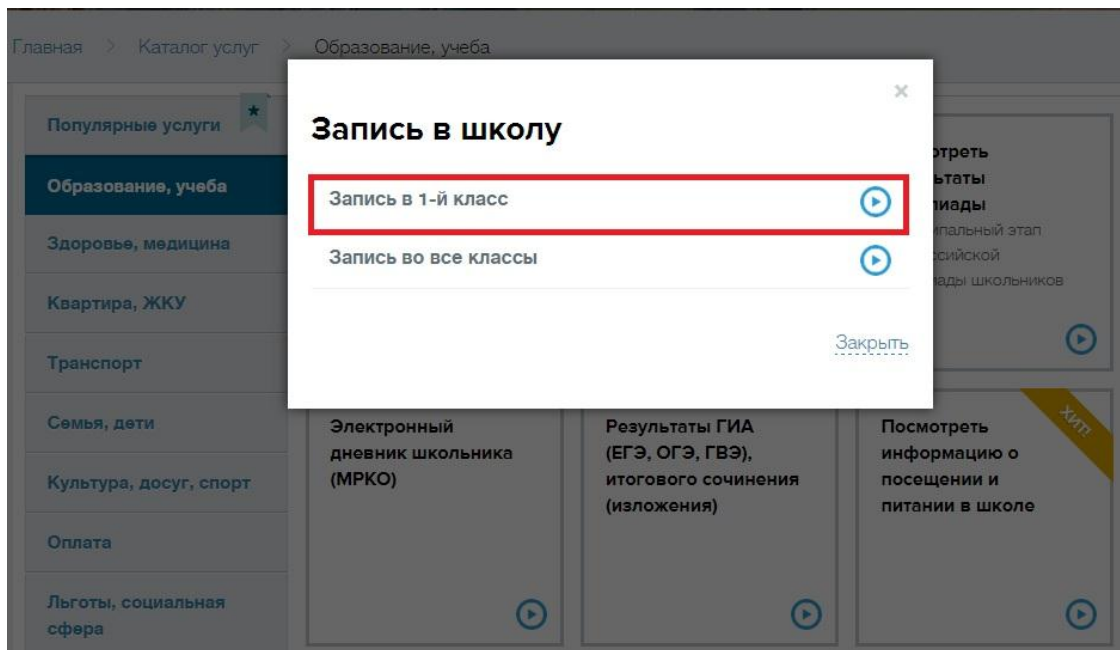 Главная > Каталог услуг > Образование, учеба
Популярные услуги
Образование, учеба
Здоровье, медицина
Квартира, ЖКУ
Транспорт
Семья, дети
Культура, досуг, спорт
Оплата
Льготы, социальная
сфера
×
Запись в школу
Запись в 1-й класс
Запись во все классы
Закрыть
Электронный
дневник школьника
(МРКО)
Результаты ГИА
(ЕГЭ, ОГЭ, ГВЭ),
итогового сочинения
(изложения)
этап
школьников
ХИТ!
Посмотреть
информацию о
посещении и
питании в школе